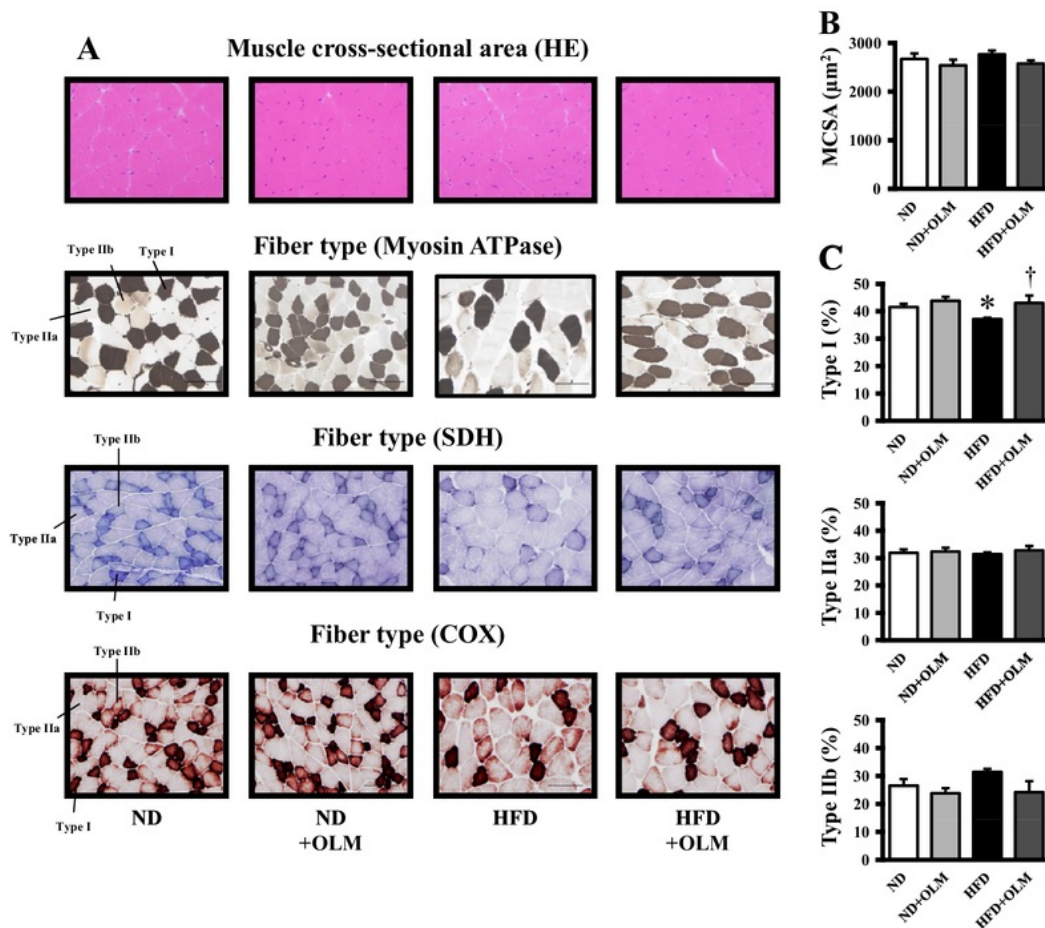 A
Muscle cross-sectional area (HE)
Fiber type (Myosin ATPase)
Type IIb
Type I
Type IIa
Fiber type (SDH)
Type IIb
Type IIa
Type I
Fiber type (COX)
Type IIb
Type IIa
Type I
ND
ND
+OLM
HFD
HFD
+OLM
B
MCSA (µm²)
3000
2000
1000
0
ND
ND+OLM
HFD
HFD+OLM
C
Type I (%)
50
40
30
20
10
0
*
†
ND
ND+OLM
HFD
HFD+OLM
Type IIa (%)
50
40
30
20
10
0
ND
ND+OLM
HFD
HFD+OLM
Type IIb (%)
50
40
30
20
10
0
ND
ND+OLM
HFD
HFD+OLM